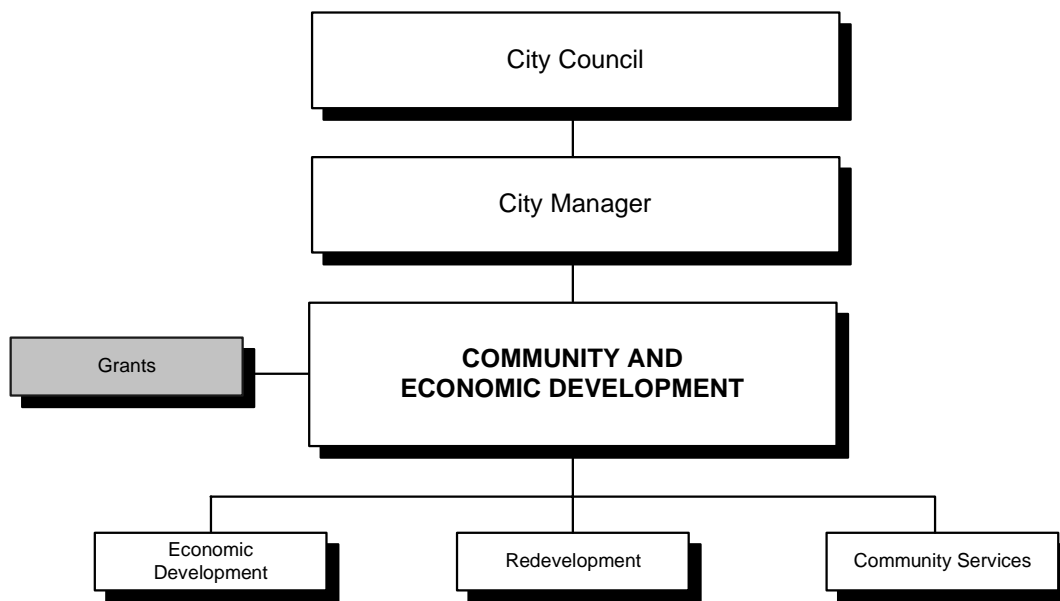 City Council
City Manager
Grants
COMMUNITY AND
ECONOMIC DEVELOPMENT
Economic
Development
Redevelopment
Community Services